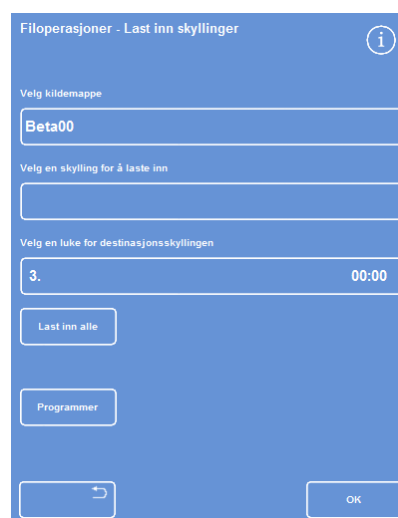 Filoperasjoner - Last inn skyllinger
i
Velg kildemappe
Beta00
Velg en skylling for å laste inn
Velg en luke for destinasjonsskyllingen
3. 00:00
Last inn alle
Programmer
OK